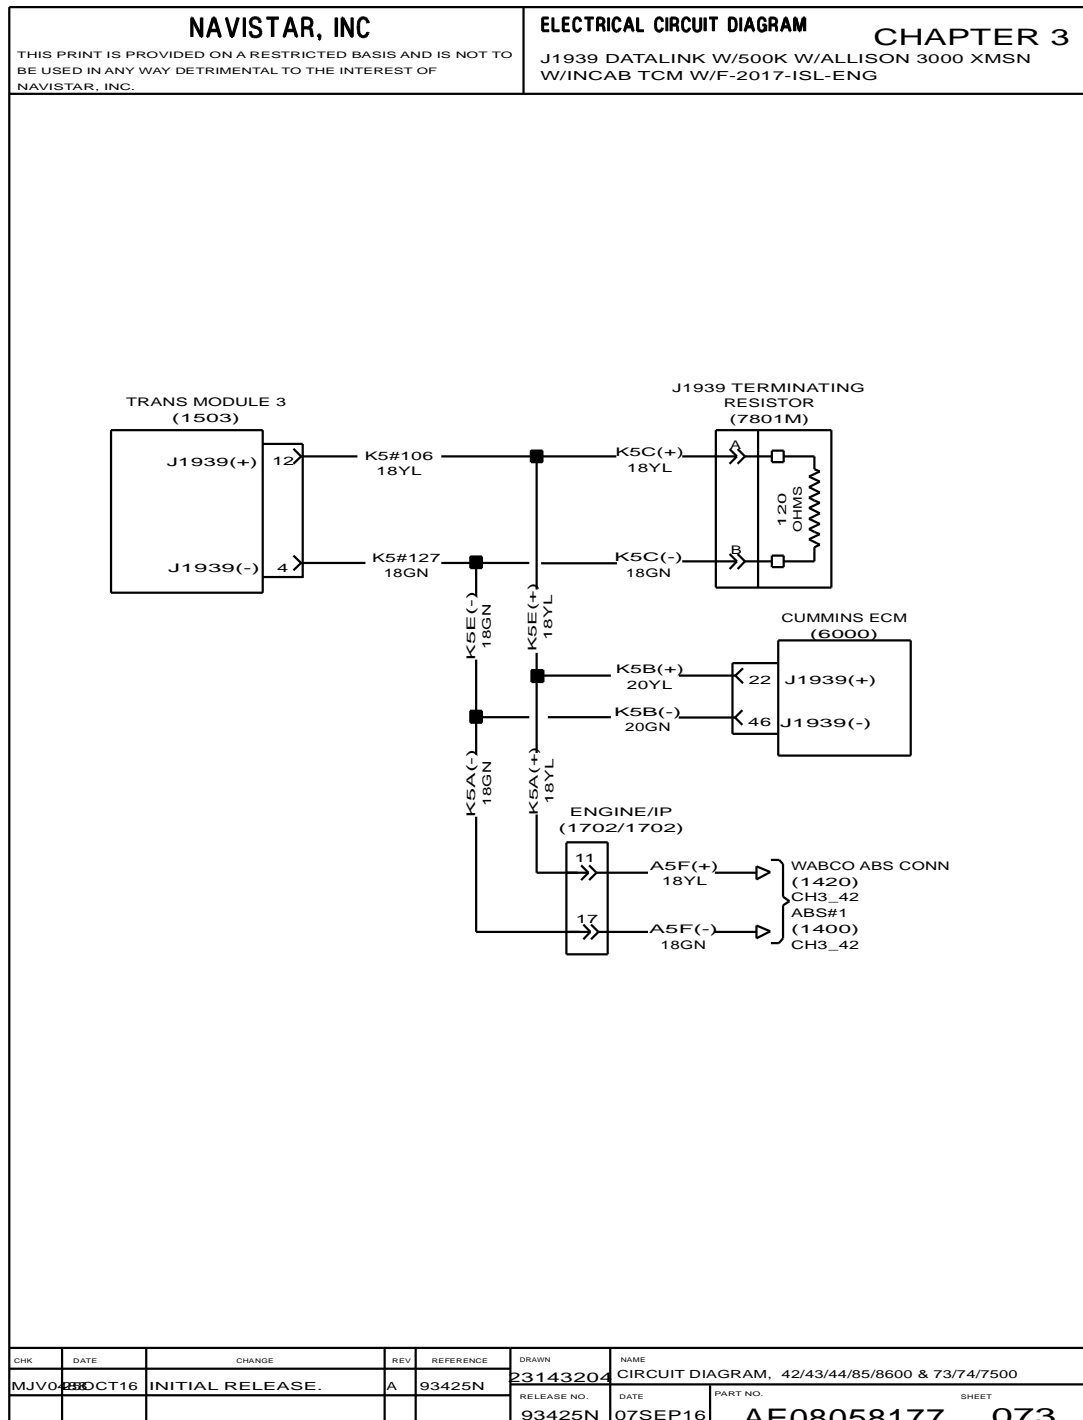 NAVISTAR, INC
THIS PRINT IS PROVIDED ON A RESTRICTED BASIS AND IS NOT TO
BE USED IN ANY WAY DETRIMENTAL TO THE INTEREST OF
NAVISTAR, INC.
ELECTRICAL CIRCUIT DIAGRAM
CHAPTER 3
J1939 DATALINK W/500K W/ALLISON 3000 XMSN
W/INCAB TCM W/F-2017-ISL-ENG
TRANS MODULE 3
(1503)
J1939(+)
12
J1939(-)
4
K5#106
18YL
K5#127
18GN
K5C(+)
18YL
K5C(-)
18GN
J1939 TERMINATING
RESISTOR
(7801M)
A
B
120
OHMS
K5E(-)
18GN
K5E(+)
18YL
CUMMINS ECM
(6000)
K5B(+)
20YL
22
J1939(+)
K5B(-)
20GN
46
J1939(-)
K5A(-)
18GN
K5A(+)
18YL
ENGINE/IP
(1702/1702)
11
17
A5F(+)
18YL
A5F(-)
18GN
WABCO ABS CONN
(1420)
CH3_42
ABS#1
(1400)
CH3_42
CHK
DATE
CHANGE
REV
REFERENCE
OCT16
INITIAL RELEASE.
A
93425N
DRAWN
23143204
NAME
CIRCUIT DIAGRAM, 42/43/44/85/8600 & 73/74/7500
RELEASE NO.
93425N
DATE
07SEP16
PART NO.
AE08058177
SHEET
073